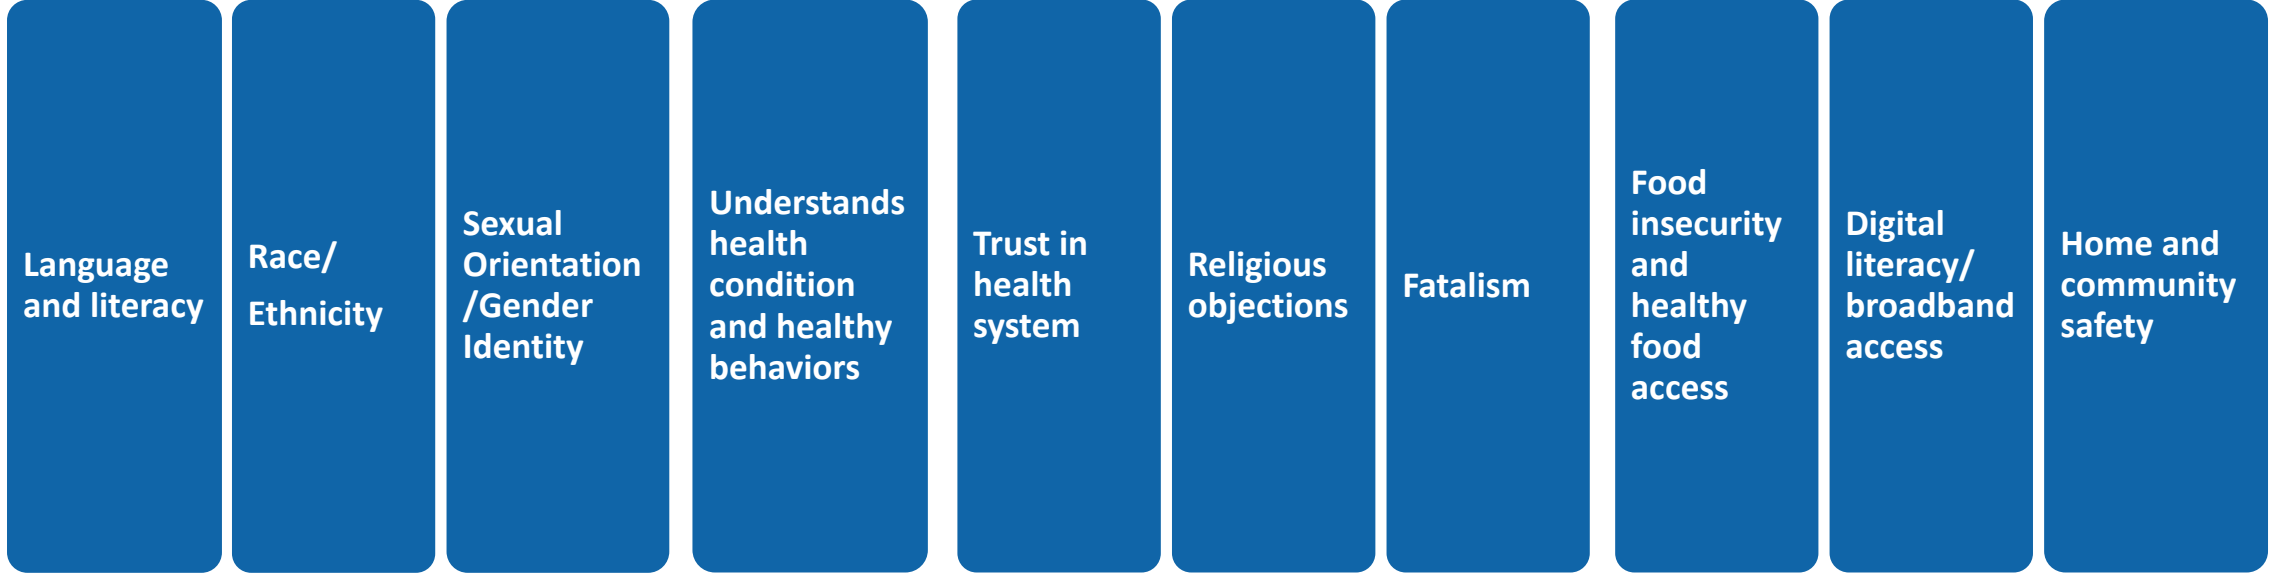 Language
and literacy
Race/
Ethnicity
Sexual
Orientation
/Gender
Identity
Understands
health
condition
and healthy
behaviors
Trust in
health
system
Religious
objections
Fatalism
Food
insecurity
and
healthy
food
access
Digital
literacy/
broadband
access
Home and
community
safety